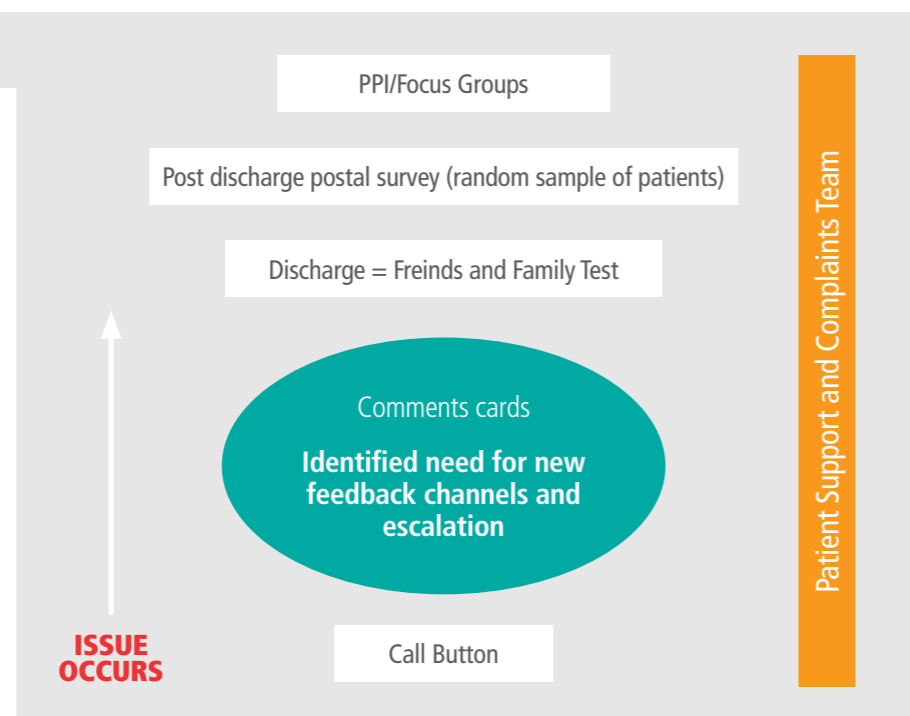 PPI/Focus Groups
Post discharge postal survey (random sample of patients)
Discharge = Freinds and Family Test
Comments cards
Identified need for new
feedback channels and
escalation
Call Button
ISSUE
OCCURS
Patient Support and Complaints Team